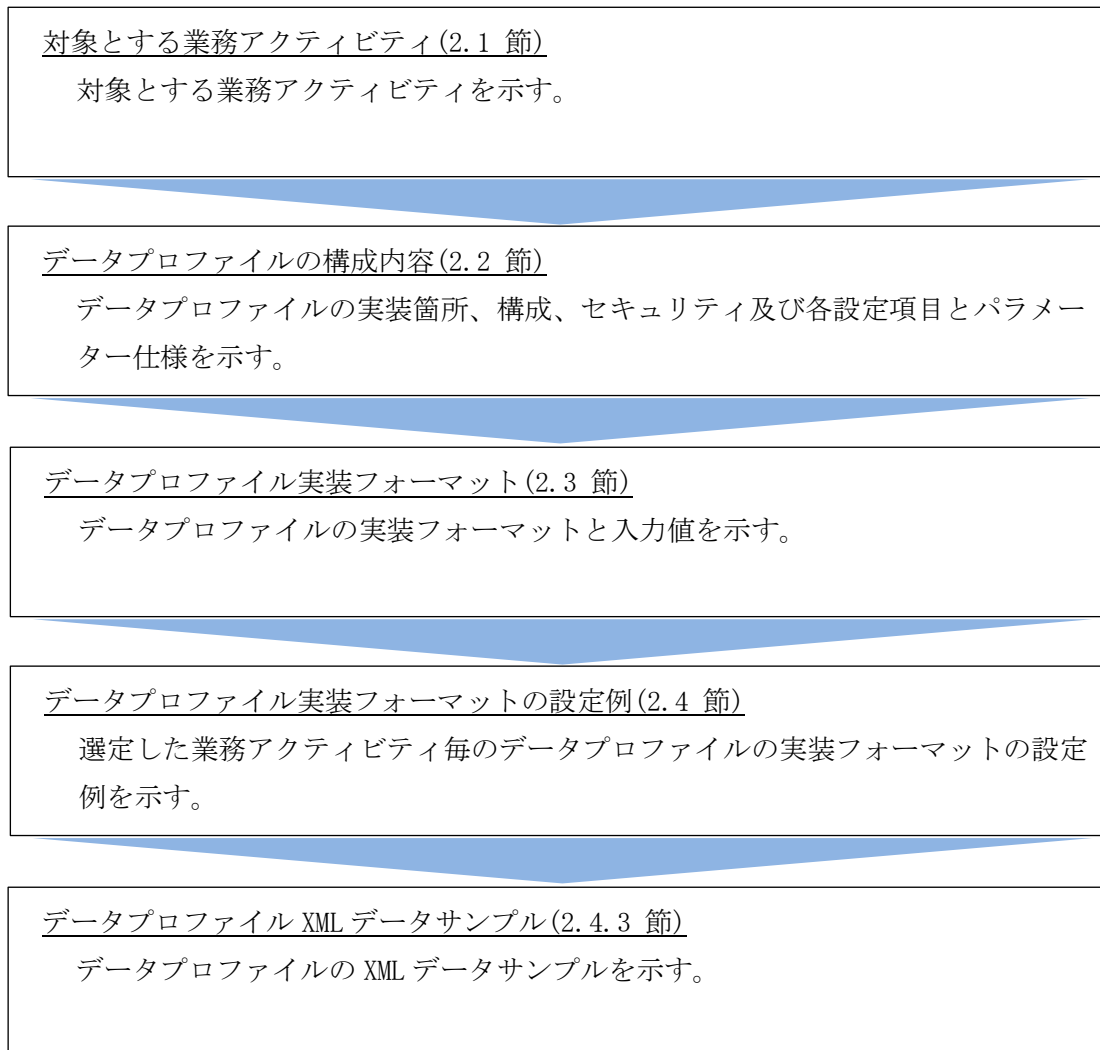 対象とする業務アクティビティ(2.1 節)
対象とする業務アクティビティを示す。
データプロファイルの構成内容(2.2 節)
データプロファイルの実装箇所、構成、セキュリティ及び各設定項目とパラメー
ター仕様を示す。
データプロファイル実装フォーマット(2.3 節)
データプロファイルの実装フォーマットと入力値を示す。
データプロファイル実装フォーマットの設定例(2.4 節)
選定した業務アクティビティ毎のデータプロファイルの実装フォーマットの設定
例を示す。
データプロファイル XML データサンプル(2.4.3 節)
データプロファイルの XML データサンプルを示す。